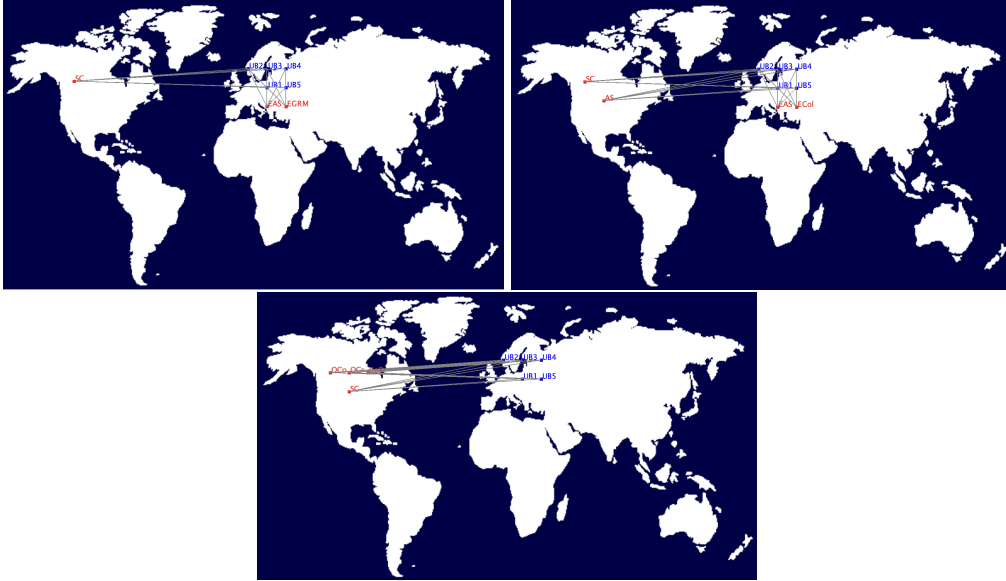 SC UB2 UB3 UB4
UB1 UB5
EAS EGRM
SC UB2 UB3 UB4
AS UB1 UB5
EAS ECol
UB2 UB3 UB4
OCo
SC UB1 UB5